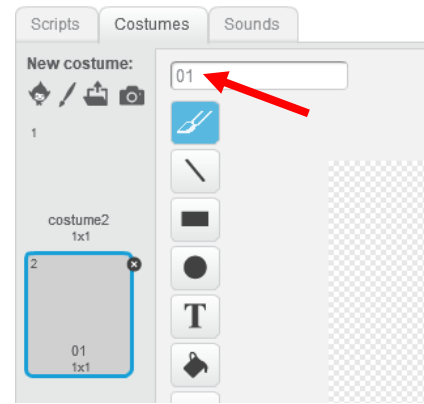 Scripts Costumes Sounds
New costume:
01
1
costume2
1x1
2
01
1x1
T